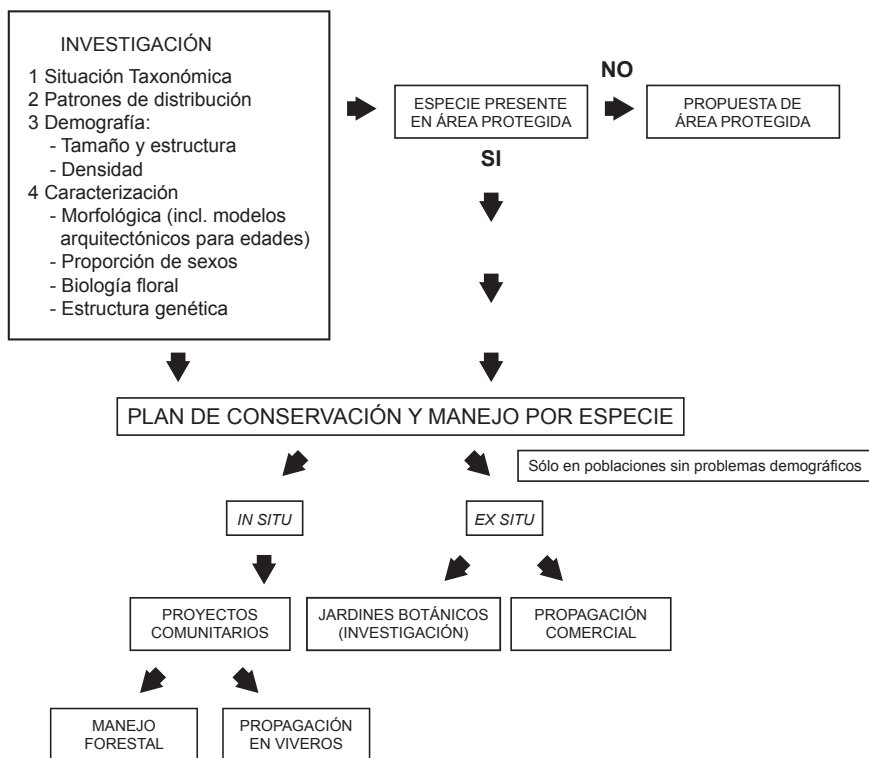 INVESTIGACIÓN
1 Situación Taxonómica
2 Patrones de distribución
3 Demografía:
- Tamaño y estructura
- Densidad
4 Caracterización
- Morfológica (incl. modelos
arquitectónicos para edades)
- Proporción de sexos
- Biología floral
- Estructura genética
ESPECIE PRESENTE
EN ÁREA PROTEGIDA
NO
PROPUESTA DE
ÁREA PROTEGIDA
SI
PLAN DE CONSERVACIÓN Y MANEJO POR ESPECIE
Sólo en poblaciones sin problemas demográficos
IN SITU
EX SITU
PROYECTOS
COMUNITARIOS
JARDINES BOTÁNICOS
(INVESTIGACIÓN)
PROPAGACIÓN
COMERCIAL
MANEJO
FORESTAL
PROPAGACIÓN
EN VIVEROS